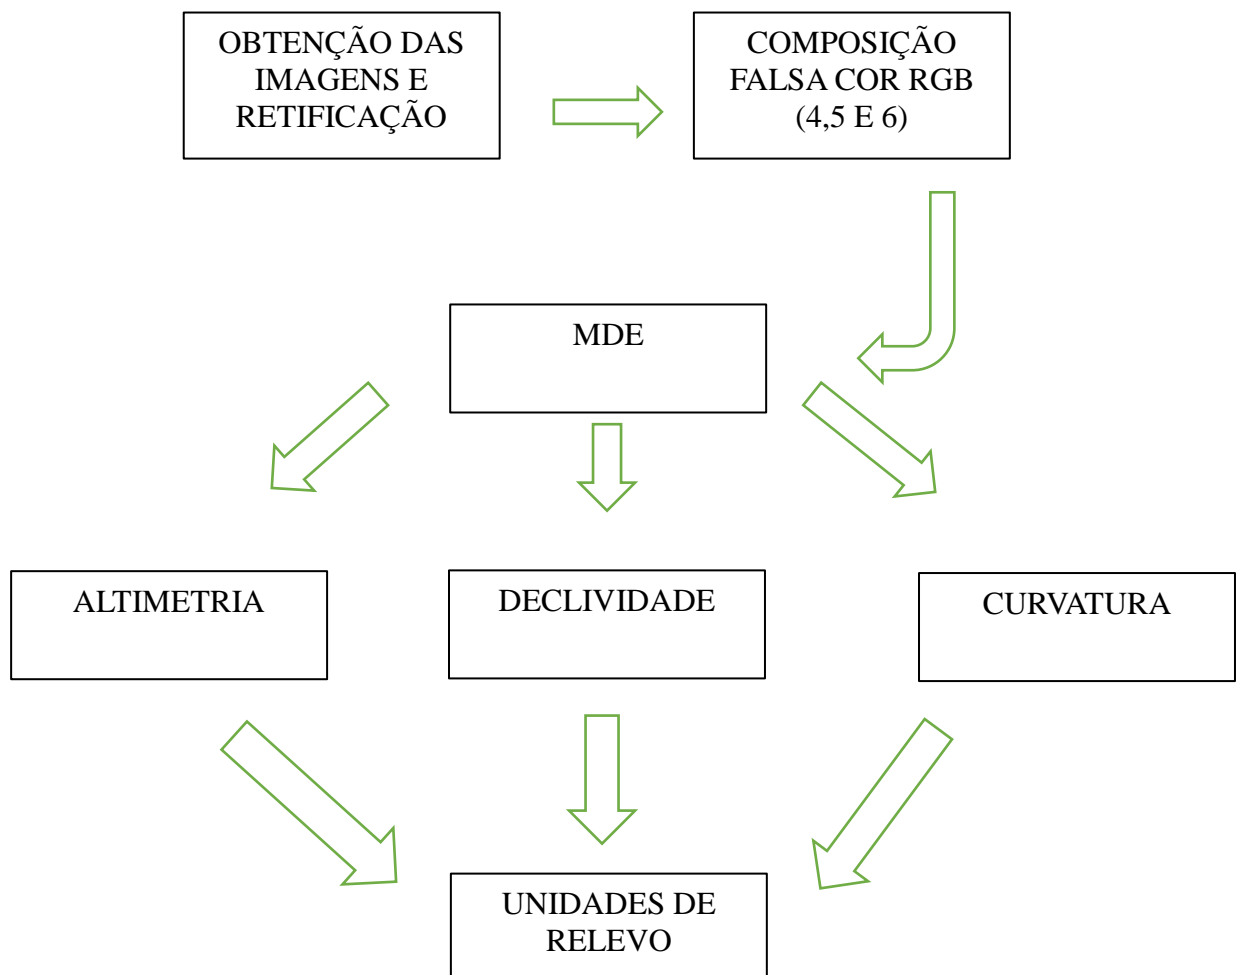 OBTENÇÃO DAS
IMAGENS E
RETIFICAÇÃO
COMPOSIÇÃO
FALSA COR RGB
(4,5 E 6)
MDE
ALTIMETRIA
DECLIVIDADE
CURVATURA
UNIDADES DE
RELEVO